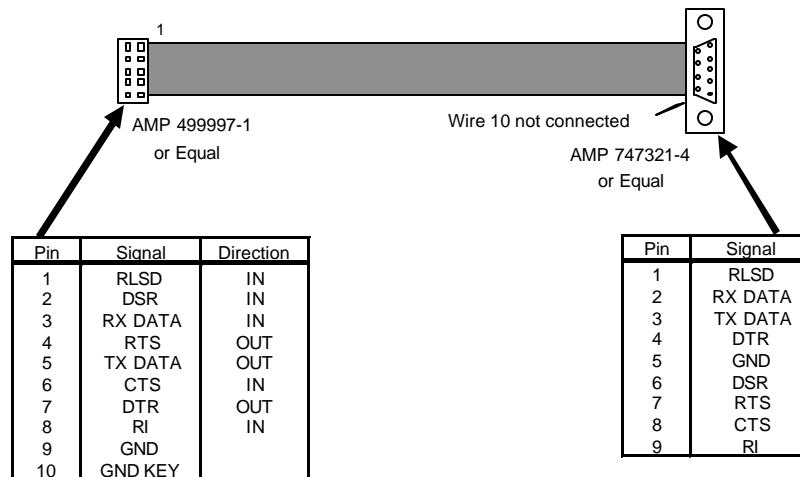 1
AMP 499997-1
or Equal
Wire 10 not connected
AMP 747321-4
or Equal
Pin Signal Direction
1 RLSD IN
2 DSR IN
3 RX DATA IN
4 RTS OUT
5 TX DATA OUT
6 CTS IN
7 DTR OUT
8 RI IN
9 GND
10 GND KEY
Pin Signal
1 RLSD
2 RX DATA
3 TX DATA
4 DTR
5 GND
6 DSR
7 RTS
8 CTS
9 RI